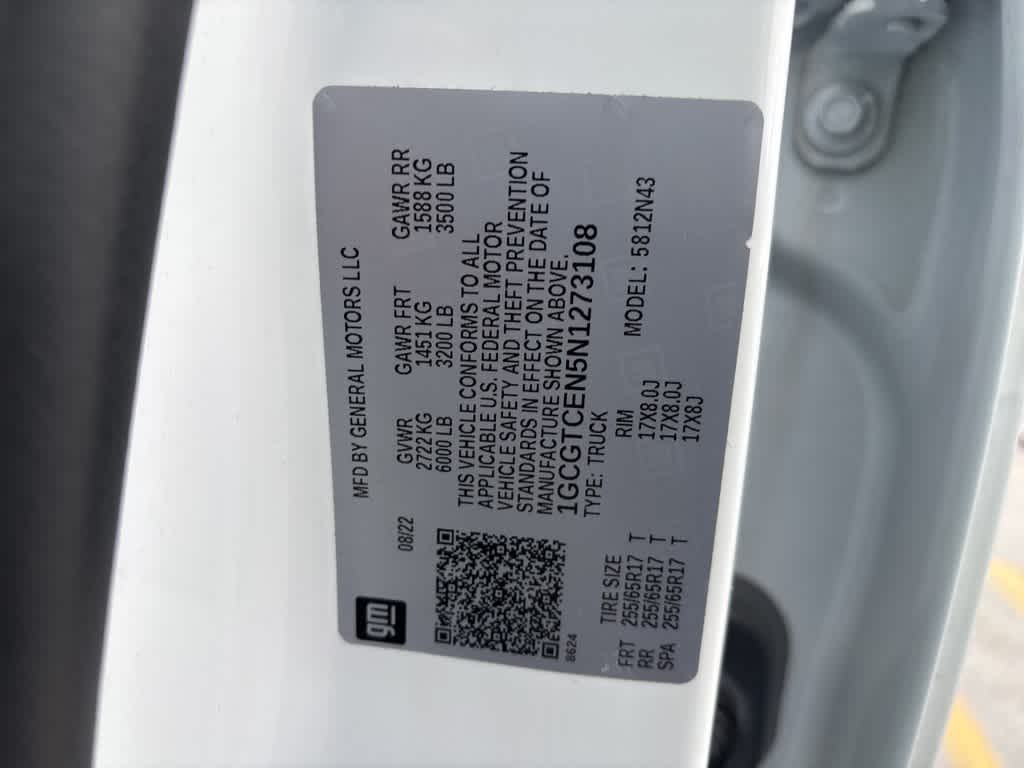 gm
08/22
MFD BY GENERAL MOTORS LLC
GVWR GAWR FRT GAWR RR
2722 KG 1451 KG 1588 KG
6000 LB 3200 LB 3500 LB
THIS VEHICLE CONFORMS TO ALL
APPLICABLE U.S. FEDERAL MOTOR
VEHICLE SAFETY AND THEFT PREVENTION
STANDARDS IN EFFECT ON THE DATE OF
MANUFACTURE SHOWN ABOVE.
1GCGTCEN5N1273108
8624
TYPE: TRUCK
TIRE SIZE RIM MODEL: 5812N43
FRT 255/65R17 T 17X8.0J
RR 255/65R17 T 17X8.0J
SPA 255/65R17 T 17X8J